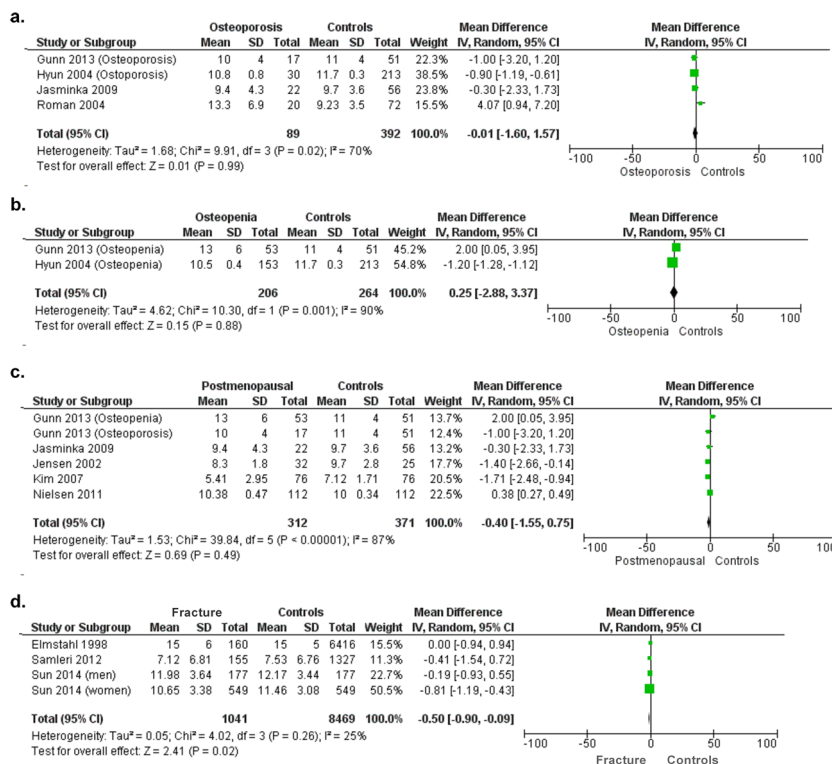 a.
Osteoporosis Controls Mean Difference Mean Difference
Study or Subgroup Mean SD Total Mean SD Total Weight IV, Random, 95% CI IV, Random, 95% CI
Gunn 2013 (Osteoporosis) 10 4 17 11 4 51 22.3% -1.00 [-3.20, 1.20]
Hyun 2004 (Ostoporosis) 10.8 0.8 30 11.7 0.3 213 38.5% -0.90 [-1.19, -0.61]
Jasminka 2009 9.4 4.3 22 9.7 3.6 56 23.8% -0.30 [-2.33, 1.73]
Roman 2004 13.3 6.9 20 9.23 3.5 72 15.5% 4.07 [0.94, 7.20]
Total (95% CI) 89 392 100.0% -0.01 [-1.60, 1.57]
Heterogeneity: Tau² = 1.68; Chi² = 9.91, df = 3 (P = 0.02); I² = 70%
Test for overall effect: Z = 0.01 (P = 0.99)
-100 -50 0 50 100
Osteoporosis Controls
b.
Osteopenia Controls Mean Difference Mean Difference
Study or Subgroup Mean SD Total Mean SD Total Weight IV, Random, 95% CI IV, Random, 95% CI
Gunn 2013 (Osteopenia) 13 6 53 11 4 51 45.2% 2.00 [0.05, 3.95]
Hyun 2004 (Osteopenia) 10.5 0.4 153 11.7 0.3 213 54.8% -1.20 [-1.28, -1.12]
Total (95% CI) 206 264 100.0% 0.25 [-2.88, 3.37]
Heterogeneity: Tau² = 4.62; Chi² = 10.30, df = 1 (P = 0.001); I² = 90%
Test for overall effect: Z = 0.15 (P = 0.88)
-100 -50 0 50 100
Osteopenia Controls
c.
Postmenopausal Controls Mean Difference Mean Difference
Study or Subgroup Mean SD Total Mean SD Total Weight IV, Random, 95% CI IV, Random, 95% CI
Gunn 2013 (Osteopenia) 13 6 53 11 4 51 13.7% 2.00 [0.05, 3.95]
Gunn 2013 (Osteoporosis) 10 4 17 11 4 51 12.4% -1.00 [-3.20, 1.20]
Jasminka 2009 9.4 4.3 22 9.7 3.6 56 13.2% -0.30 [-2.33, 1.73]
Jensen 2002 8.3 1.8 32 9.7 2.8 25 17.7% -1.40 [-2.66, -0.14]
Kim 2007 5.41 2.95 76 7.12 1.71 76 20.5% -1.71 [-2.48, -0.94]
Nielsen 2011 10.38 0.47 112 10 0.34 112 22.5% 0.38 [0.27, 0.49]
Total (95% CI) 312 371 100.0% -0.40 [-1.55, 0.75]
Heterogeneity: Tau² = 1.53; Chi² = 39.84, df = 5 (P < 0.00001); I² = 87%
Test for overall effect: Z = 0.69 (P = 0.49)
-100 -50 0 50 100
Postmenopausal Controls
d.
Fracture Controls Mean Difference Mean Difference
Study or Subgroup Mean SD Total Mean SD Total Weight IV, Random, 95% CI IV, Random, 95% CI
Elmstahl 1998 15 6 160 15 5 6416 15.5% 0.00 [-0.94, 0.94]
Samleri 2012 7.12 6.81 155 7.53 6.76 1327 11.3% -0.41 [-1.54, 0.72]
Sun 2014 (men) 11.98 3.64 177 12.17 3.44 177 22.7% -0.19 [-0.93, 0.55]
Sun 2014 (women) 10.65 3.38 549 11.46 3.08 549 50.5% -0.81 [-1.19, -0.43]
Total (95% CI) 1041 8469 100.0% -0.50 [-0.90, -0.09]
Heterogeneity: Tau² = 0.05; Chi² = 4.02, df = 3 (P = 0.26); I² = 25%
Test for overall effect: Z = 2.41 (P = 0.02)
-100 -50 0 50 100
Fracture Controls